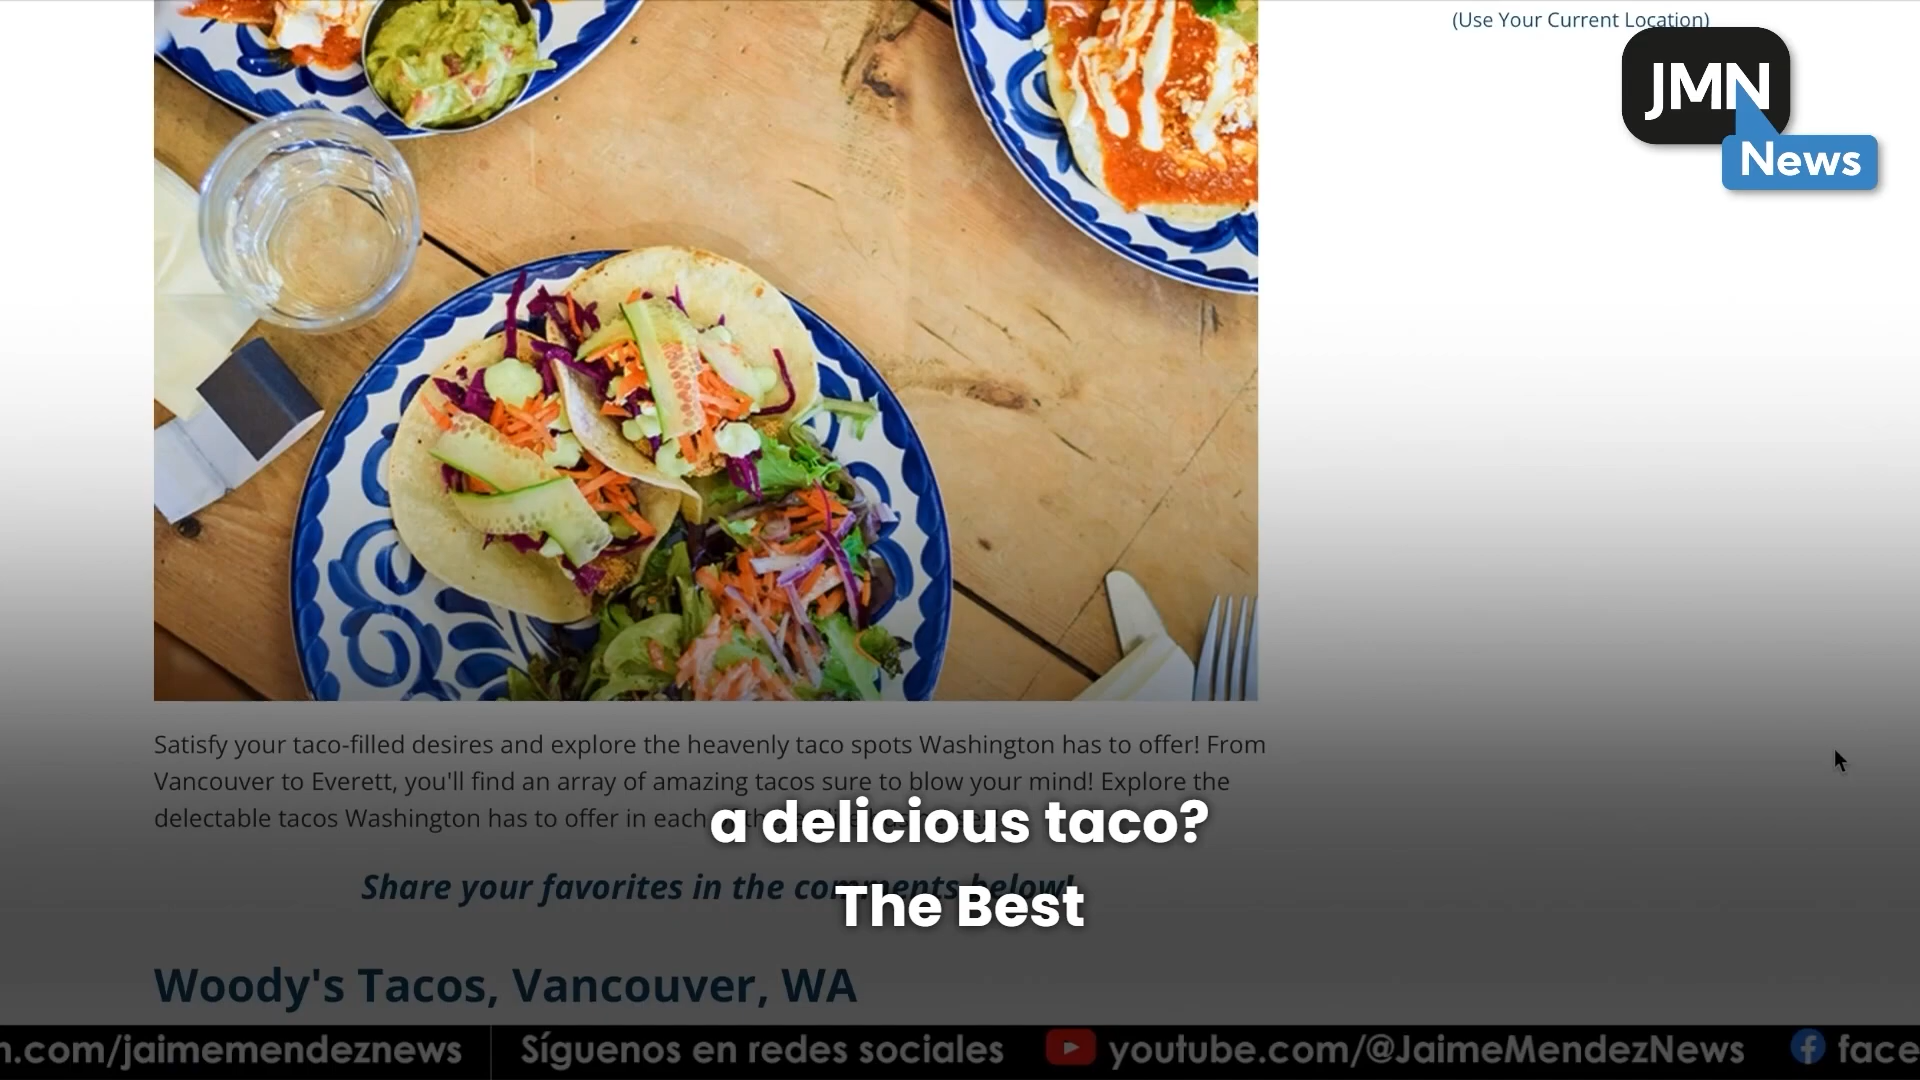 (Use Your Current Location)
JMN
News
Satisfy your taco-filled desires and explore the heavenly taco spots Washington has to offer! From
Vancouver to Everett, you'll find an array of amazing tacos sure to blow your mind! Explore the
delectable tacos Washington has to offer in each of
a delicious taco?
Share your favorites in the comments below!
The Best
Woody's Tacos, Vancouver, WA
n.com/jaimemendeznews
Síguenos en redes sociales
youtube.com/@JaimeMendezNews
face